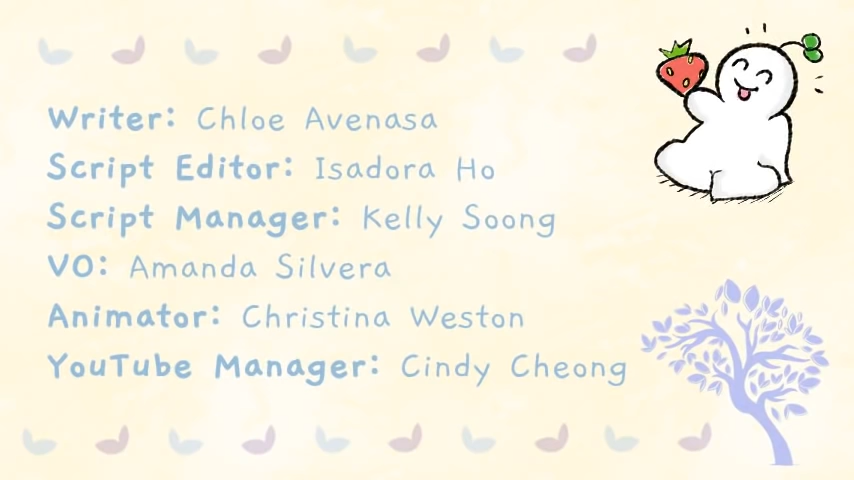 Writer: Chloe Avenasa
Script Editor: Isadora Ho
Script Manager: Kelly Soong
VO: Amanda Silvera
Animator: Christina Weston
YouTube Manager: Cindy Cheong